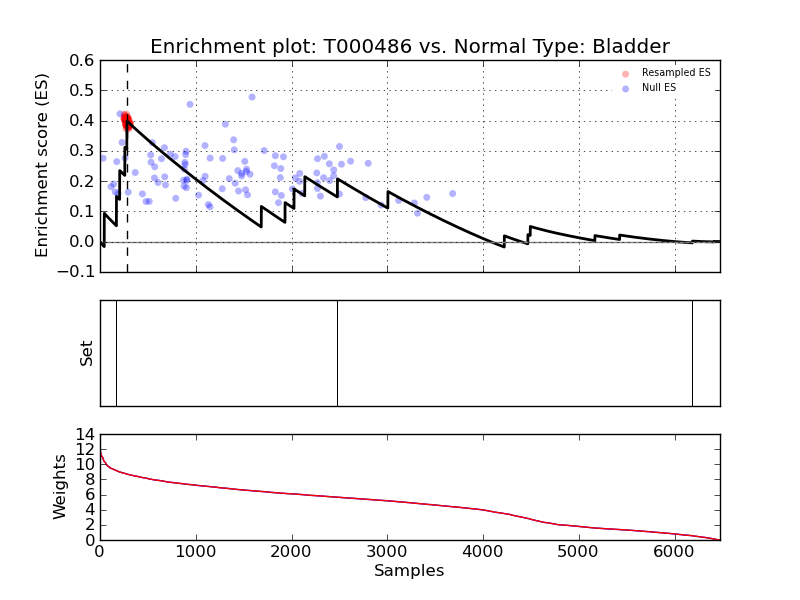 Enrichment plot: T000486 vs. Normal Type: Bladder
Enrichment score (ES)
0.6
0.5
0.4
0.3
0.2
0.1
0.0
−0.1
Resampled ES
Null ES
Set
Weights
14
12
10
8
6
4
2
0
0 1000 2000 3000 4000 5000 6000
Samples